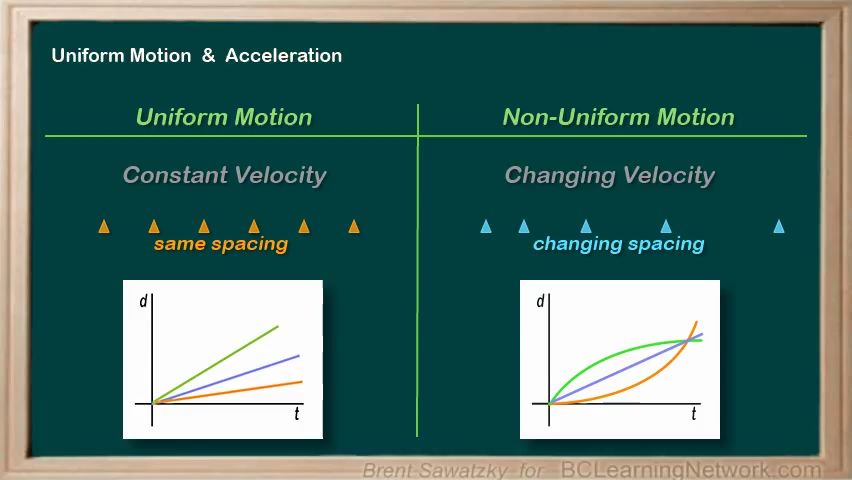 Uniform Motion & Acceleration
Uniform Motion
Non-Uniform Motion
Constant Velocity
Changing Velocity
same spacing
changing spacing
d
t
d
t
Brent Sawatzky for BCLearningNetwork.com